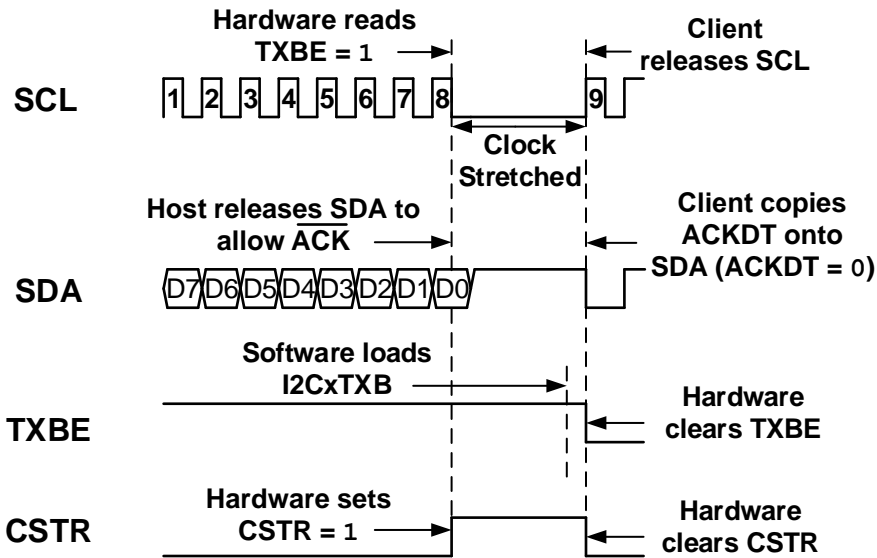 Hardware reads
TXBE = 1
Client
releases SCL
SCL
1 2 3 4 5 6 7 8 9
Clock
Stretched
Host releases SDA to
allow A̅C̅K̅
Client copies
ACKDT onto
SDA (ACKDT = 0)
SDA
D7 D6 D5 D4 D3 D2 D1 D0
Software loads
I2CxTXB
TXBE
Hardware
clears TXBE
Hardware sets
CSTR = 1
CSTR
Hardware
clears CSTR